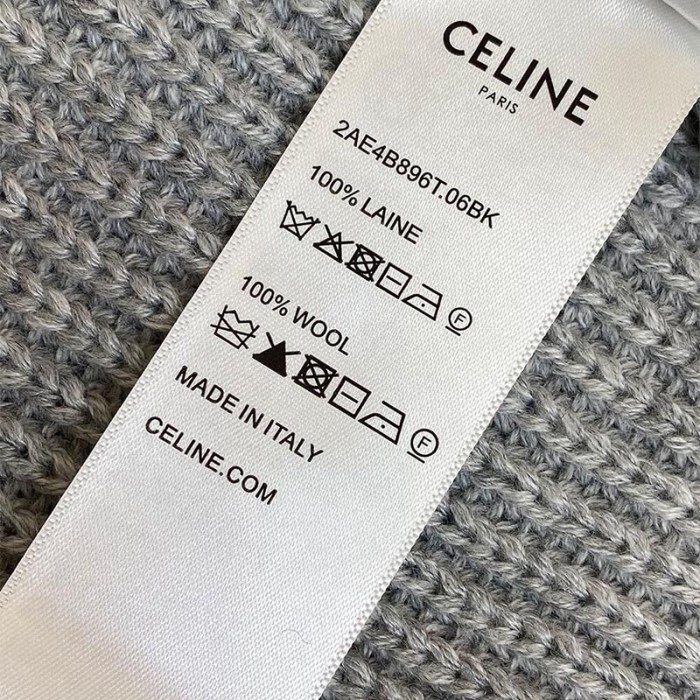 CELINE
PARIS
2AE4B896T.06BK
100% LAINE
F
100% WOOL
F
MADE IN ITALY
CELINE.COM